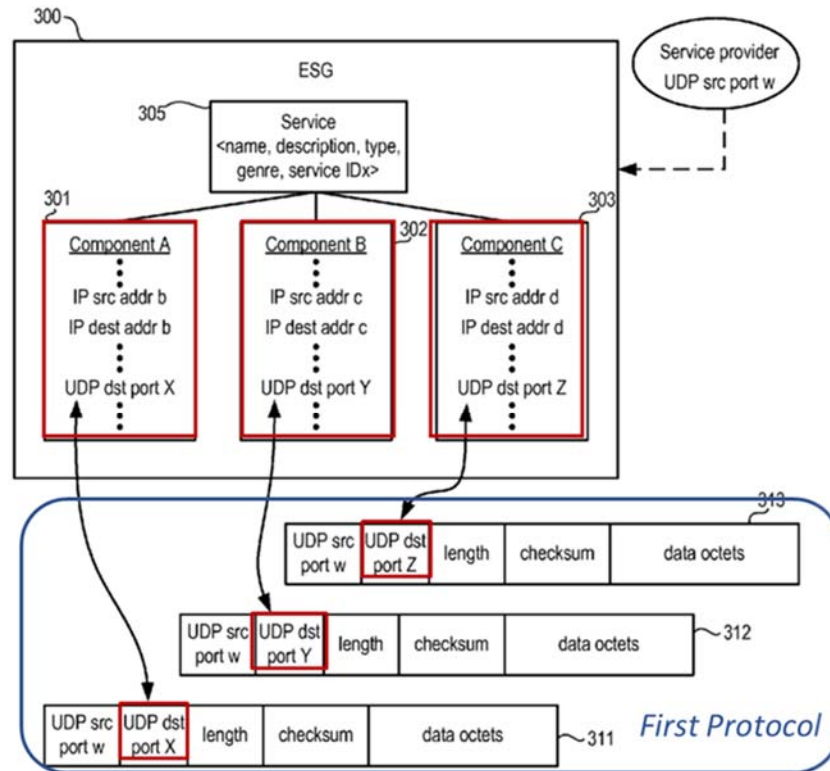 300
ESG
Service provider
UDP src port w
305
Service
<name, description, type,
genre, service IDx>
301
Component A
IP src addr b
IP dest addr b
UDP dst port X
302
Component B
IP src addr c
IP dest addr c
UDP dst port Y
303
Component C
IP src addr d
IP dest addr d
UDP dst port Z
313
UDP src
port w
UDP dst
port Z
length
checksum
data octets
312
UDP src
port w
UDP dst
port Y
length
checksum
data octets
311
UDP src
port w
UDP dst
port X
length
checksum
data octets
First Protocol